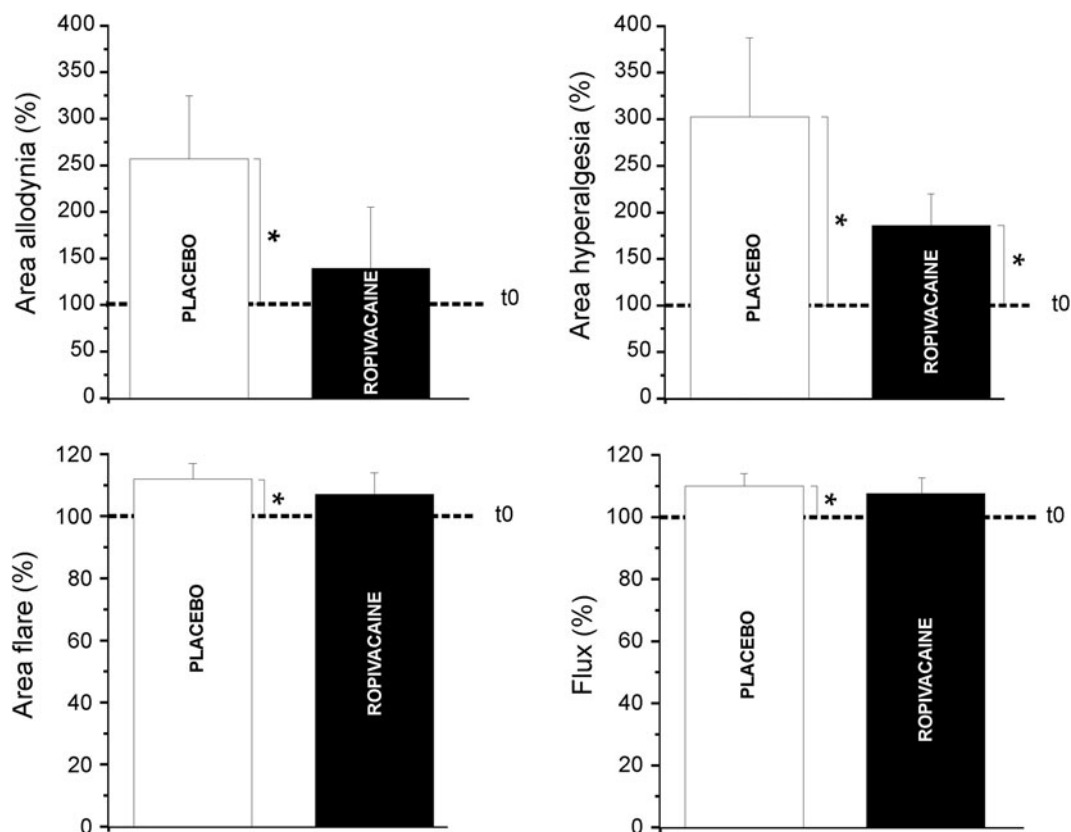 Area allodynia (%)
400
350
300
250
200
150
100
50
0
PLACEBO
*
ROPIVACAINE
t0
Area hyperalgesia (%)
400
350
300
250
200
150
100
50
0
PLACEBO
*
ROPIVACAINE
*
t0
Area flare (%)
120
100
80
60
40
20
0
PLACEBO
*
ROPIVACAINE
t0
Flux (%)
120
100
80
60
40
20
0
PLACEBO
*
ROPIVACAINE
t0